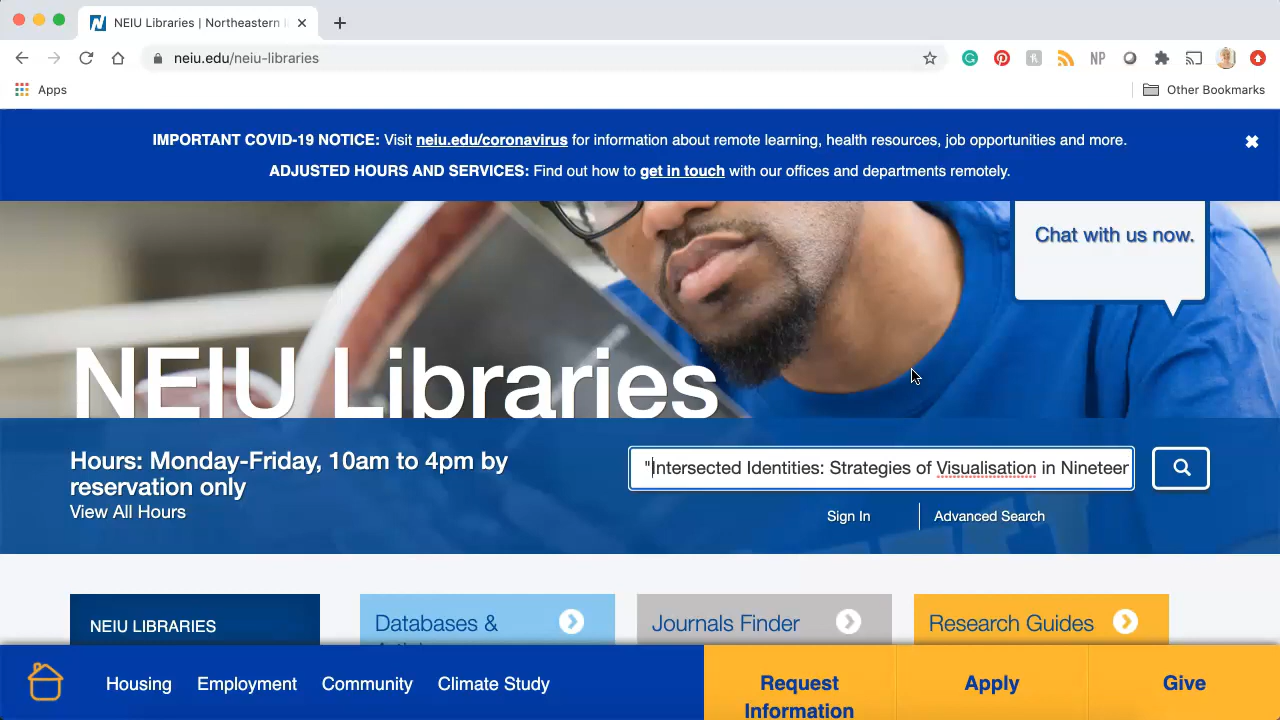 NEIU Libraries | Northeastern I
neiu.edu/neiu-libraries
NP
Apps
Other Bookmarks
IMPORTANT COVID-19 NOTICE: Visit neiu.edu/coronavirus for information about remote learning, health resources, job opportunities and more.
ADJUSTED HOURS AND SERVICES: Find out how to get in touch with our offices and departments remotely.
Chat with us now.
NEIU Libraries
Hours: Monday-Friday, 10am to 4pm by
reservation only
View All Hours
"Intersected Identities: Strategies of Visualisation in Nineteen
Sign In
Advanced Search
NEIU LIBRARIES
Databases &
Journals Finder
Research Guides
Housing
Employment
Community
Climate Study
Request
Information
Apply
Give